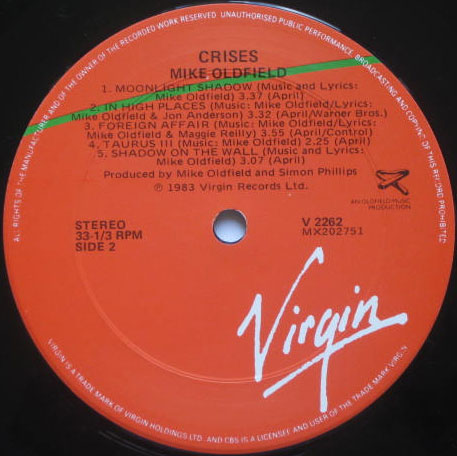 ALL RIGHTS OF THE MANUFACTURER AND OF THE OWNER OF THE RECORDED WORK RESERVED UNAUTHORISED PUBLIC PERFORMANCE, BROADCASTING AND COPYING OF THIS RECORD PROHIBITED
CRISES
MIKE OLDFIELD
1. MOONLIGHT SHADOW (Music and Lyrics:
Mike Oldfield) 3.37 (April)
2. IN HIGH PLACES (Music: Mike Oldfield/Lyrics:
Mike Oldfield & Jon Anderson) 3.32 (April/Warner Bros.)
3. FOREIGN AFFAIR (Music: Mike Oldfield/Lyrics:
Mike Oldfield & Maggie Reilly) 3.55 (April/Control)
4. TAURUS III (Music: Mike Oldfield) 2.25 (April)
5. SHADOW ON THE WALL (Music and Lyrics:
Mike Oldfield) 3.07 (April)
Produced by Mike Oldfield and Simon Phillips
℗ 1983 Virgin Records Ltd.
AN OLDFIELD MUSIC
PRODUCTION
STEREO
33-1/3 RPM
SIDE 2
V 2262
MX202751
Virgin
VIRGIN IS A TRADE MARK OF VIRGIN HOLDINGS LTD. AND CBS IS A LICENSEE AND USER OF THE TRADE MARK VIRGIN